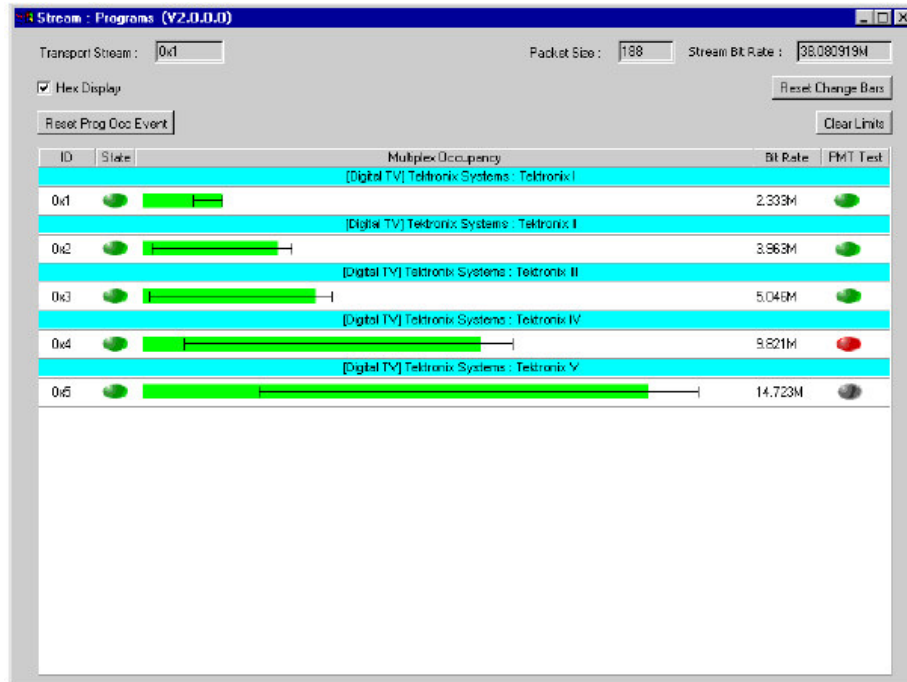 Stream : Programs (V2.0.0.0)
Transport Stream : 0x1 Packet Size : 188 Stream Bit Rate : 38.080919M
Hex Display Reset Change Bars
Reset Prog Occ Event Clear Limits
ID State Multiplex Occupancy Bit Rate PMT Test
[Digital TV] Tektronix Systems : Tektronix I
0x1 2.333M
[Digital TV] Tektronix Systems : Tektronix II
0x2 3.963M
[Digital TV] Tektronix Systems : Tektronix III
0x3 5.046M
[Digital TV] Tektronix Systems : Tektronix IV
0x4 9.821M
[Digital TV] Tektronix Systems : Tektronix V
0x5 14.723M